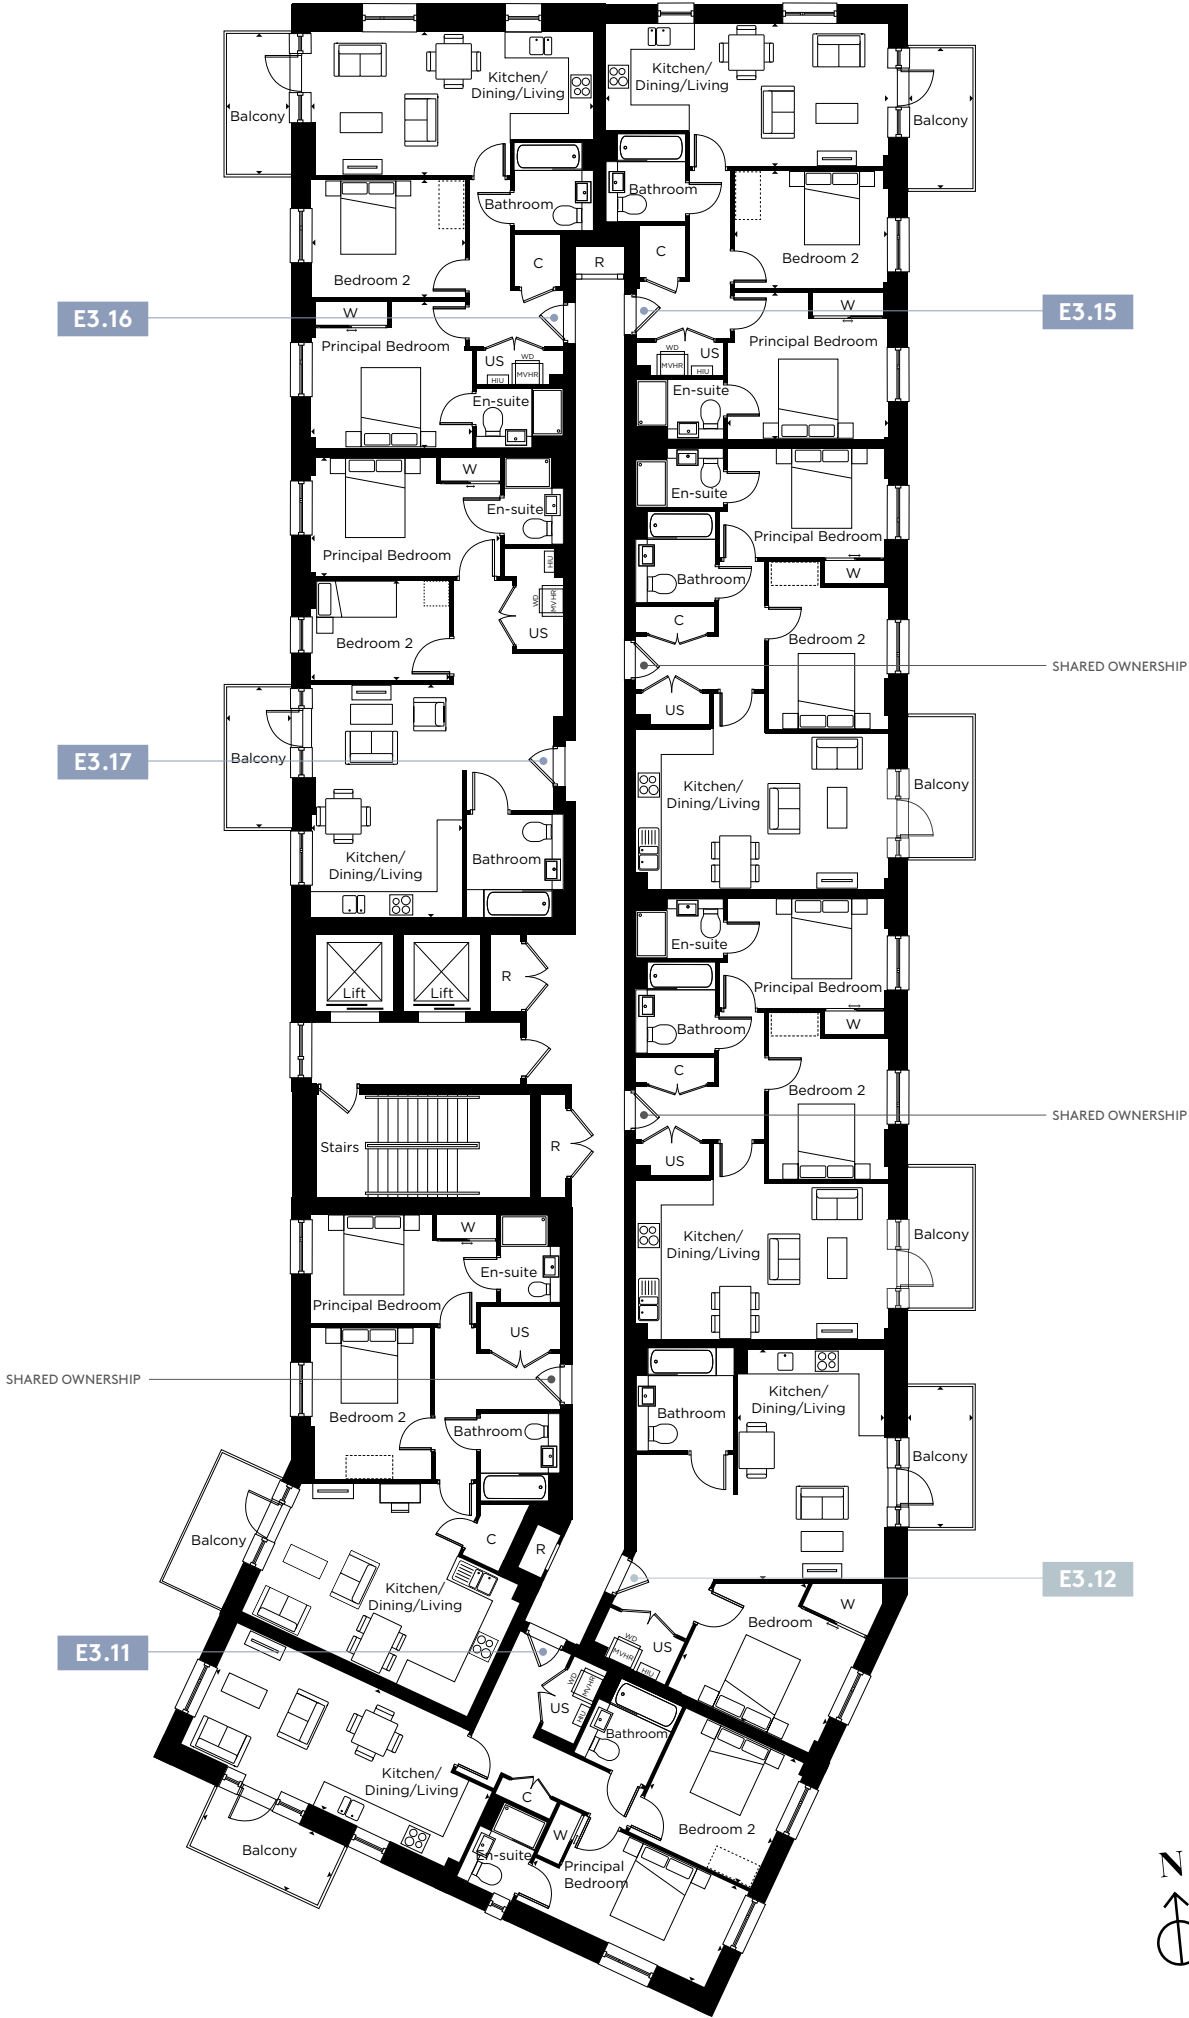 Kitchen/
Dining/Living
Balcony
Bathroom
Bedroom 2
C
R
E3.16
W
Principal Bedroom
US
WD
MVHR
HIU
En-suite
Kitchen/
Dining/Living
Balcony
Bathroom
Bedroom 2
C
E3.15
W
Principal Bedroom
US
WD
MVHR
HIU
En-suite
W
En-suite
Principal Bedroom
HIU
WD
MVHR
US
Bedroom 2
E3.17
Balcony
Kitchen/
Dining/Living
Bathroom
En-suite
Principal Bedroom
W
Bathroom
C
Bedroom 2
SHARED OWNERSHIP
US
Kitchen/
Dining/Living
Balcony
Lift
Lift
R
En-suite
Principal Bedroom
W
Bathroom
C
Bedroom 2
SHARED OWNERSHIP
US
Stairs
R
Kitchen/
Dining/Living
Balcony
W
En-suite
Principal Bedroom
US
SHARED OWNERSHIP
Bedroom 2
Bathroom
Balcony
C
R
Kitchen/
Dining/Living
Kitchen/
Dining/Living
Bathroom
Balcony
E3.12
W
Bedroom
US
WD
MVHR
HIU
E3.11
WD
MVHR
HIU
US
Bathroom
Kitchen/
Dining/Living
C
W
Bedroom 2
Balcony
En-suite
Principal
Bedroom
N